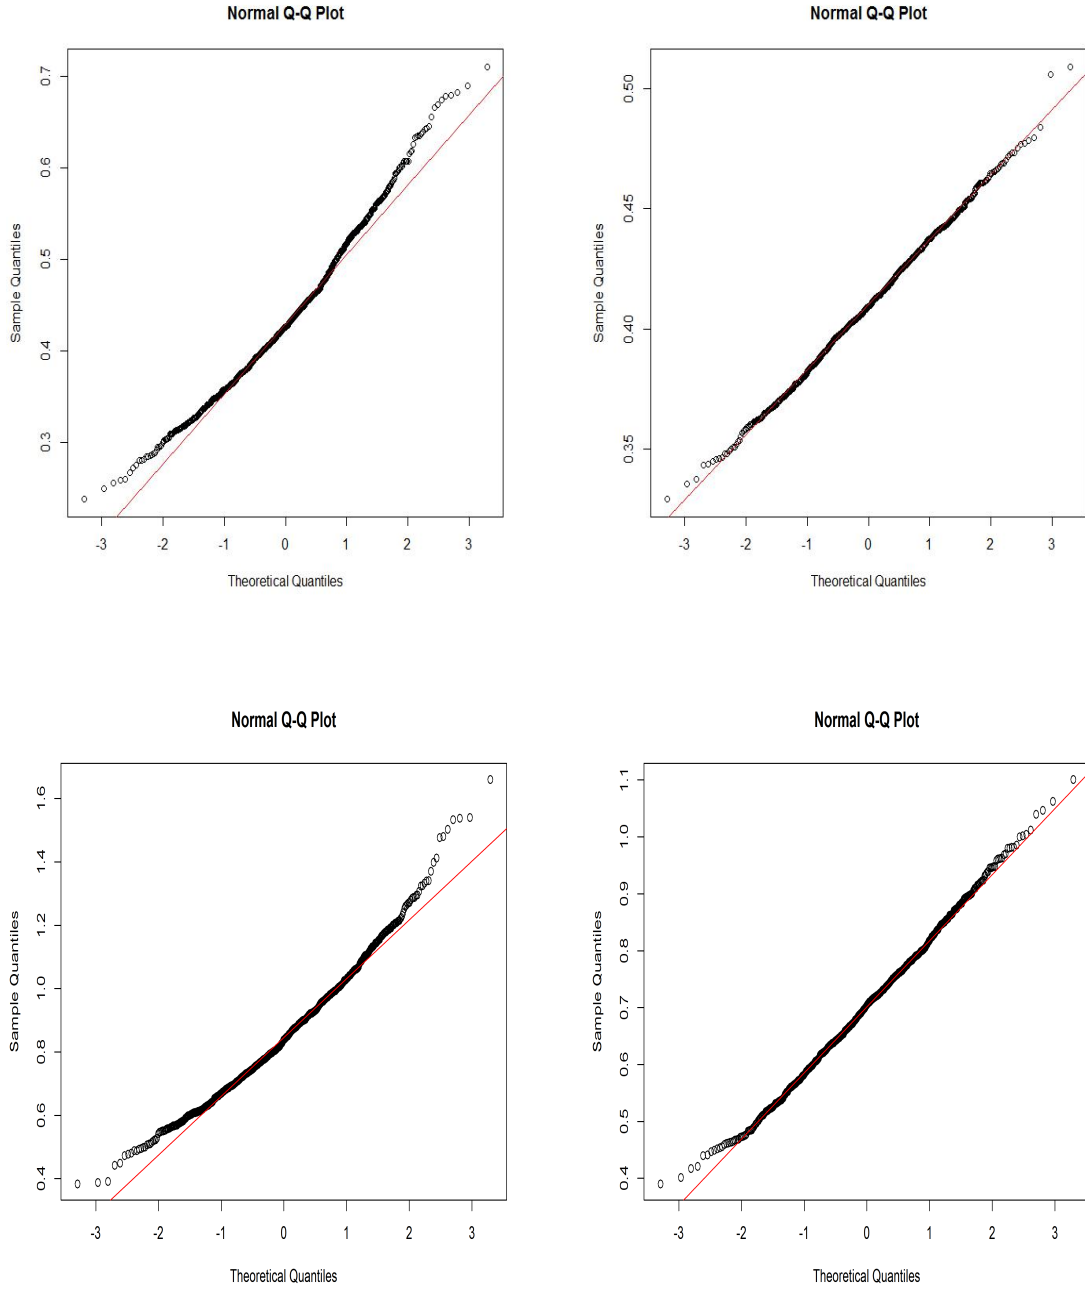 Normal Q-Q Plot
Sample Quantiles
0.7
0.6
0.5
0.4
0.3
-3 -2 -1 0 1 2 3
Theoretical Quantiles
Normal Q-Q Plot
Sample Quantiles
0.50
0.45
0.40
0.35
-3 -2 -1 0 1 2 3
Theoretical Quantiles
Normal Q-Q Plot
Sample Quantiles
1.6
1.4
1.2
1.0
0.8
0.6
0.4
-3 -2 -1 0 1 2 3
Theoretical Quantiles
Normal Q-Q Plot
Sample Quantiles
1.1
1.0
0.9
0.8
0.7
0.6
0.5
0.4
-3 -2 -1 0 1 2 3
Theoretical Quantiles